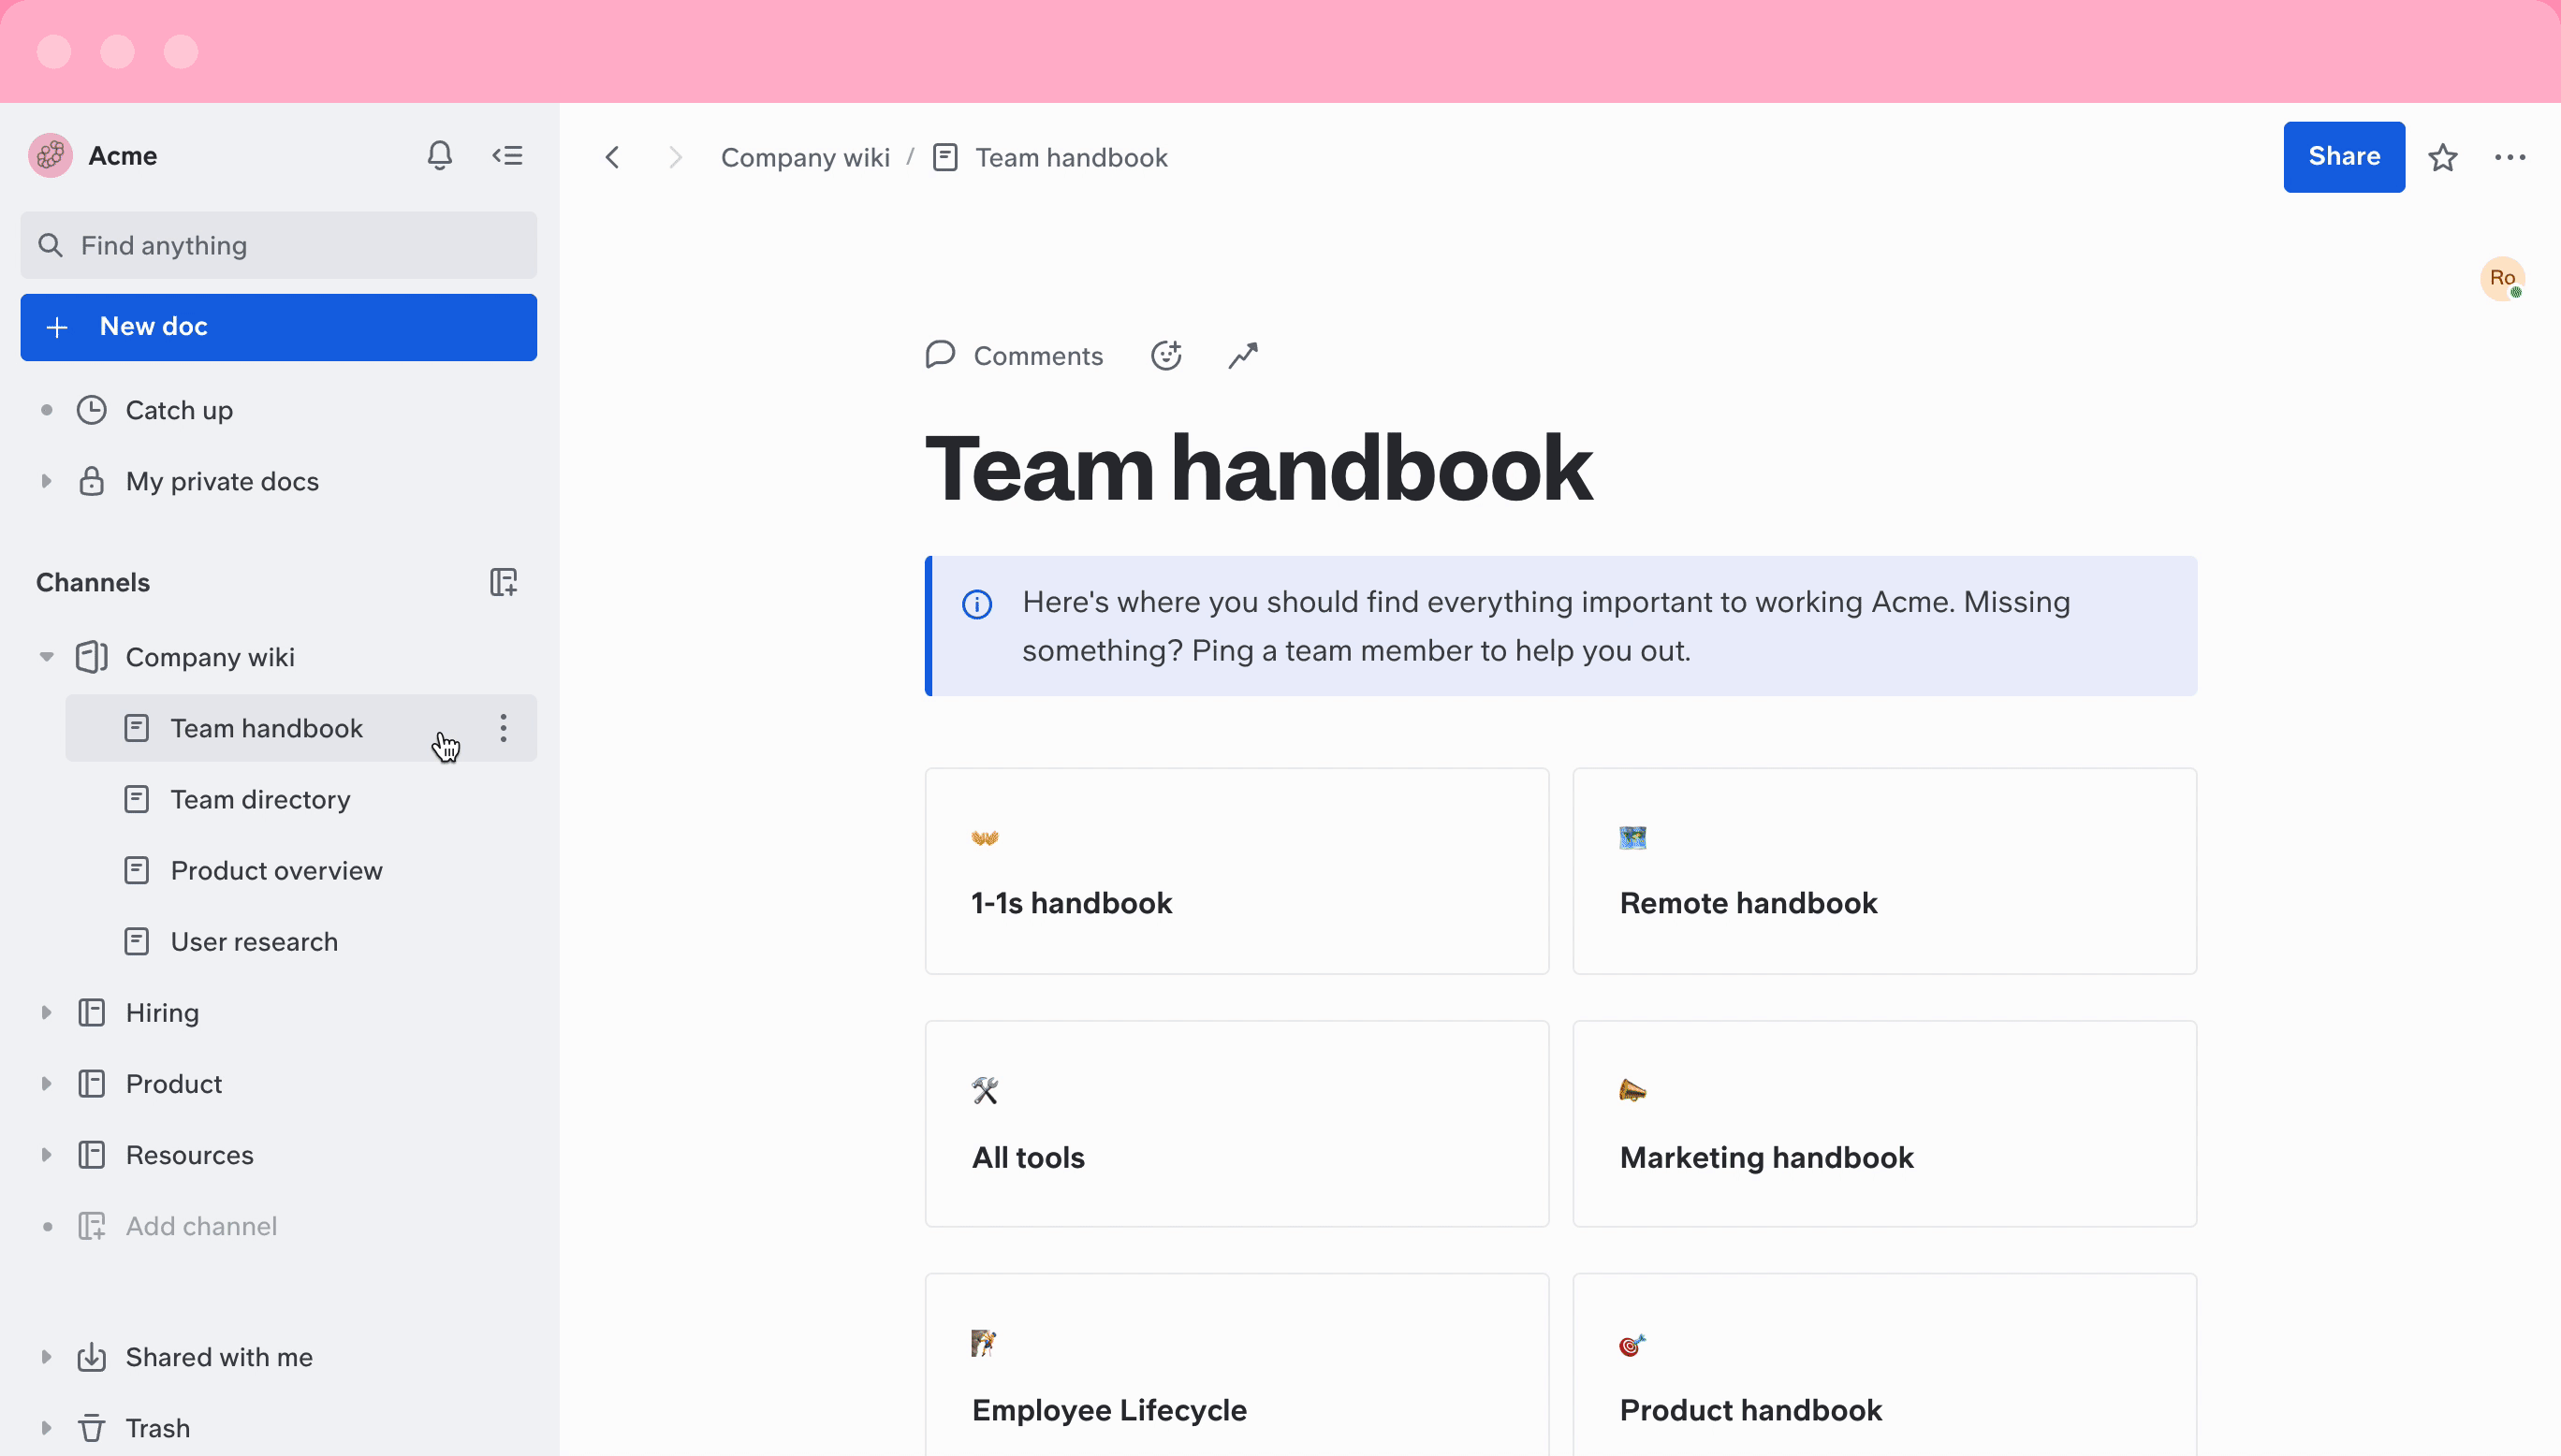 Acme
Find anything
New doc
Catch up
My private docs
Channels
Company wiki
Team handbook
Team directory
Product overview
User research
Hiring
Product
Resources
Add channel
Shared with me
Trash
Company wiki / Team handbook
Share
Ro
Comments
Team handbook
Here's where you should find everything important to working Acme. Missing
something? Ping a team member to help you out.
1-1s handbook
Remote handbook
All tools
Marketing handbook
Employee Lifecycle
Product handbook